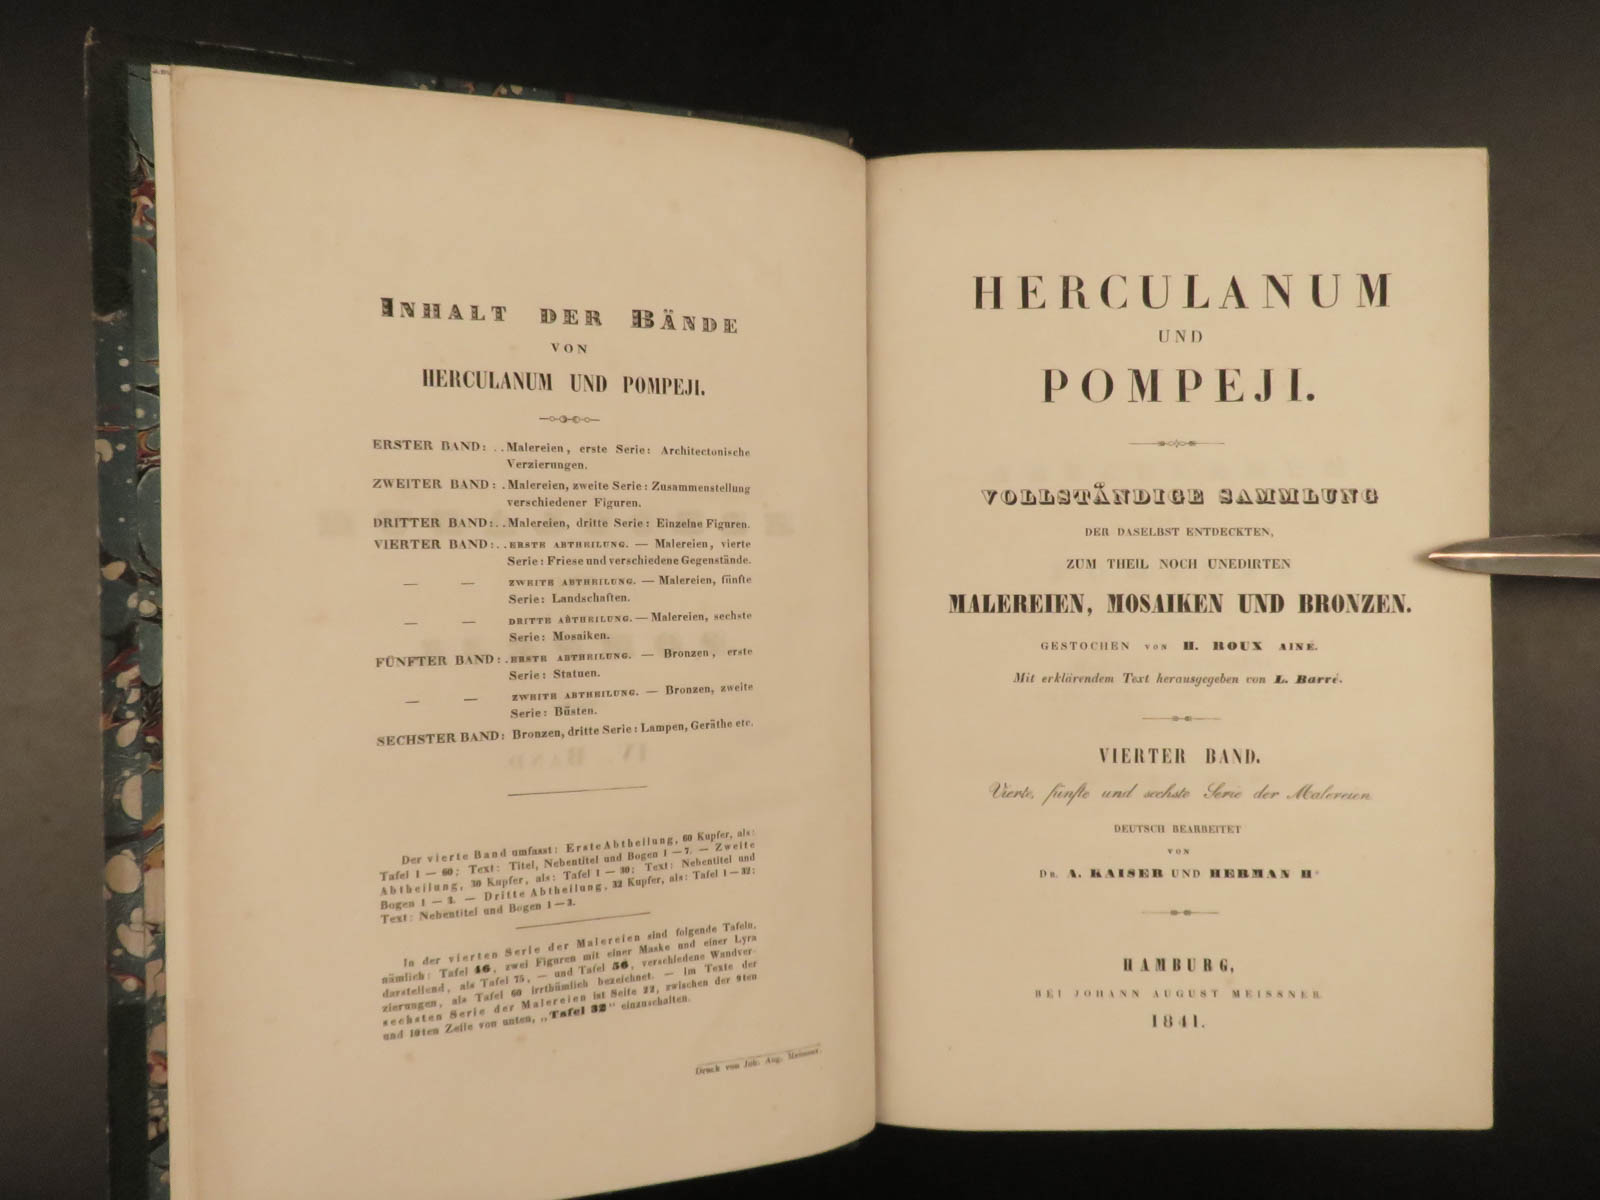 INHALT DER BÄNDE
VON
HERCULANUM UND POMPEJI.
ERSTER BAND: . . Malereien, erste Serie: Architectonische
Verzierungen.
ZWEITER BAND: . Malereien, zweite Serie: Zusammenstellung
verschiedener Figuren.
DRITTER BAND: . . Malereien, dritte Serie: Einzelne Figuren.
VIERTER BAND: . . ERSTE ABTHEILUNG. — Malereien, vierte
Serie: Friese und verschiedene Gegenstände.
— — ZWEITE ABTHEILUNG. — Malereien, fünfte
Serie: Landschaften.
— — DRITTE ABTHEILUNG. — Malereien, sechste
Serie: Mosaiken.
FÜNFTER BAND: . ERSTE ABTHEILUNG. — Bronzen, erste
Serie: Statuen.
— — ZWEITE ABTHEILUNG. — Bronzen, zweite
Serie: Büsten.
SECHSTER BAND: Bronzen, dritte Serie: Lampen, Geräthe etc.
Der vierte Band umfasst: Erste Abtheilung, 60 Kupfer, als:
Tafel 1 — 60; Text: Titel, Nebentitel und Bogen 1 — 7. — Zweite
Abtheilung, 30 Kupfer, als: Tafel 1 — 30; Text: Nebentitel und
Bogen 1 — 3. — Dritte Abtheilung, 32 Kupfer, als: Tafel 1 — 32;
Text: Nebentitel und Bogen 1 — 3.
In der vierten Serie der Malereien sind folgende Tafeln,
nämlich: Tafel 46, zwei Figuren mit einer Maske und einer Lyra
darstellend, als Tafel 75, — und Tafel 56, verschiedene Wandver-
zierungen, als Tafel 60 irrthümlich bezeichnet. — Im Texte der
sechsten Serie der Malereien ist Seite 22, zwischen der 9ten
und 10ten Zeile von unten, „Tafel 32" einzuschalten.
Druck von Joh. Aug. Meissner.
HERCULANUM
UND
POMPEJI.
VOLLSTÄNDIGE SAMMLUNG
DER DASELBST ENTDECKTEN,
ZUM THEIL NOCH UNEDIRTEN
MALEREIEN, MOSAIKEN UND BRONZEN.
GESTOCHEN VON H. ROUX AINÉ.
Mit erklärendem Text herausgegeben von L. Barré.
VIERTER BAND.
Vierte, fünfte und sechste Serie der Malereien
DEUTSCH BEARBEITET
VON
DR. A. KAISER UND HERMAN H*
HAMBURG,
BEI JOHANN AUGUST MEISSNER
1841.